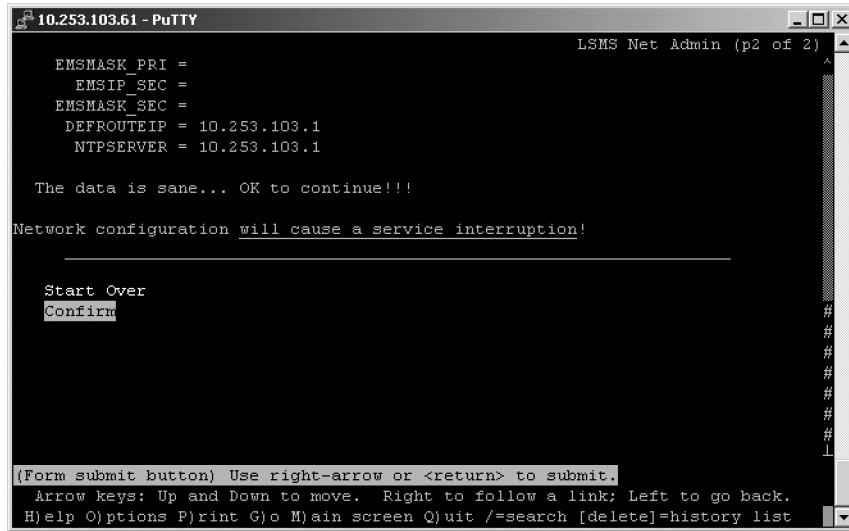 10.253.103.61 - PuTTY
LSMS Net Admin (p2 of 2)
EMSMASK_PRI =
EMSIP_SEC =
EMSMASK_SEC =
DEFROUTEIP = 10.253.103.1
NTPSERVER = 10.253.103.1
The data is sane... OK to continue!!!
Network configuration will cause a service interruption!
Start Over
Confirm
#
#
#
#
#
#
#
(Form submit button) Use right-arrow or <return> to submit.
Arrow keys: Up and Down to move. Right to follow a link; Left to go back.
H)elp O)ptions P)rint G)o M)ain screen Q)uit /=search [delete]=history list